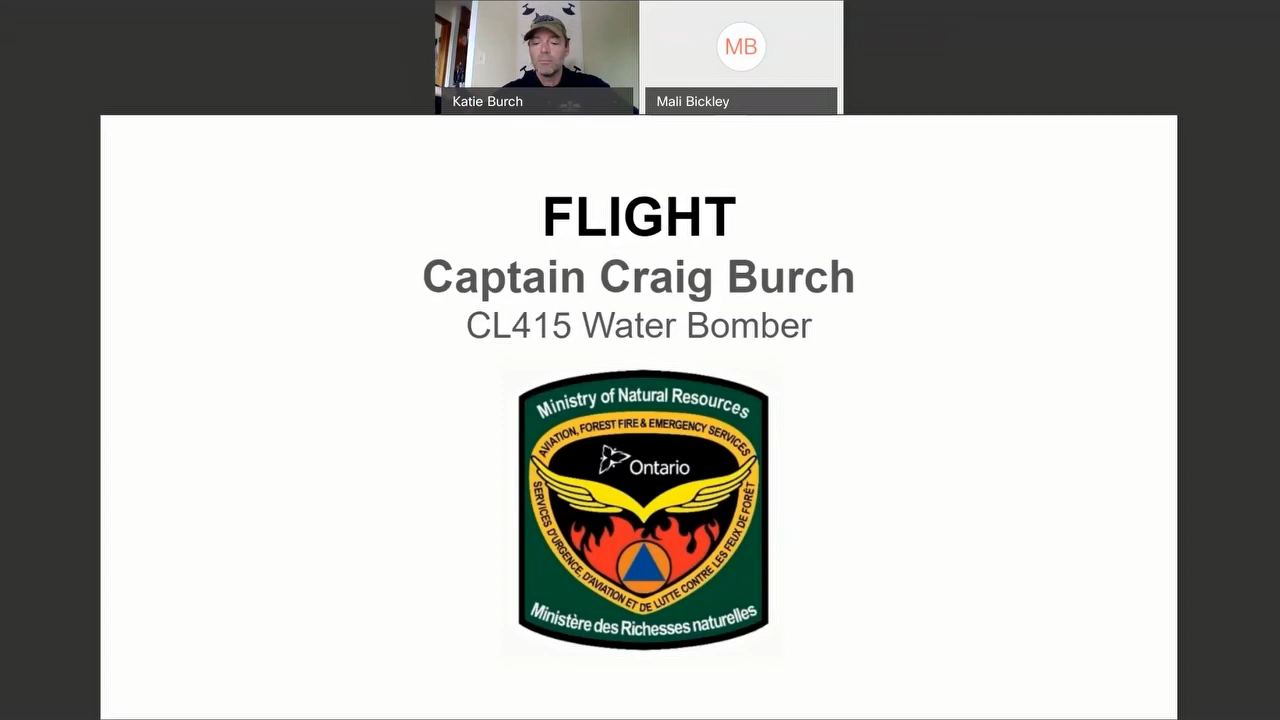 MB
Katie Burch
Mali Bickley
FLIGHT
Captain Craig Burch
CL415 Water Bomber
Ministry of Natural Resources
AVIATION, FOREST FIRE & EMERGENCY SERVICES
Ontario
SERVICES D'URGENCE, D'AVIATION ET DE LUTTE CONTRE LES FEUX DE FORÊT
Ministère des Richesses naturelles